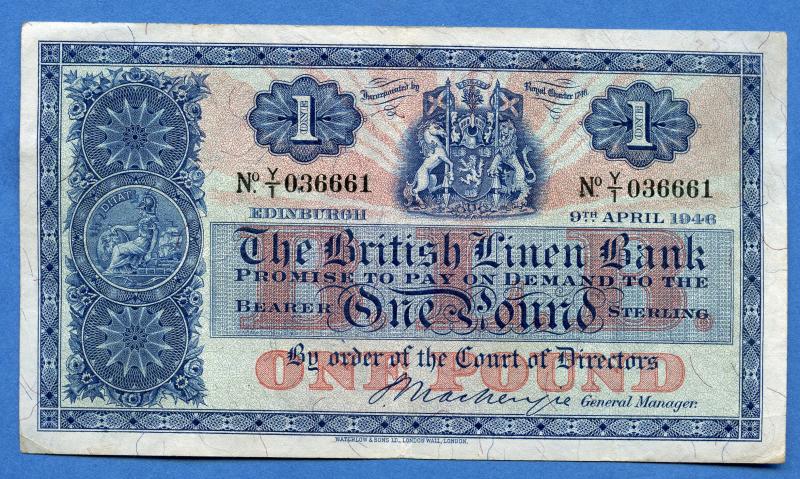 Incorporated by Royal Charter 1746
1 ONE
1 ONE
No. Y/1 036661
No Y/1 036661
EDINBURGH
9TH APRIL 1946
The British Linen Bank
PROMISE TO PAY ON DEMAND TO THE
BEARER One Pound STERLING
B.L.B.
By order of the Court of Directors
ONE POUND
J Mackenzie General Manager.
WATERLOW & SONS LD., LONDON WALL, LONDON.